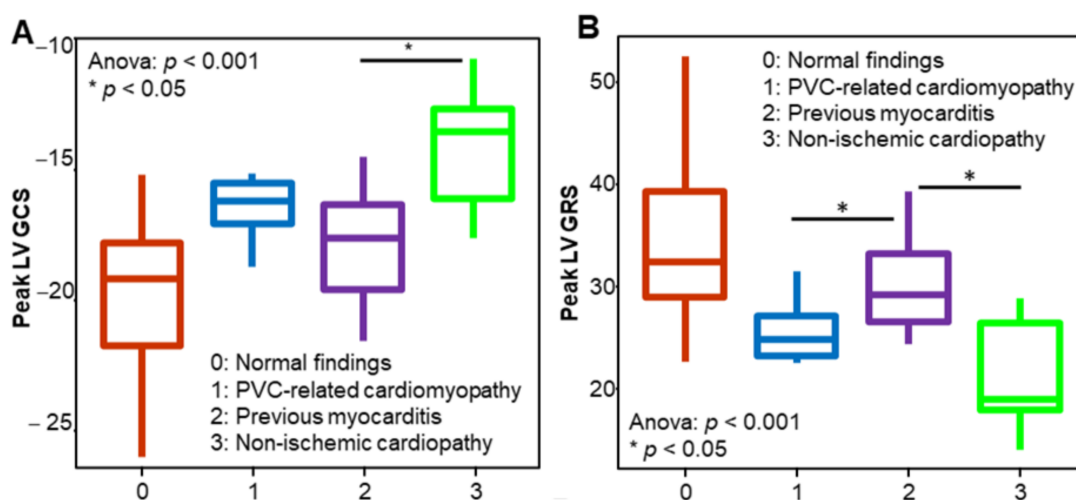 A
Peak LV GCS
−10
−15
−20
− 25
Anova: p < 0.001
* p < 0.05
*
0: Normal findings
1: PVC-related cardiomyopathy
2: Previous myocarditis
3: Non-ischemic cardiopathy
0 1 2 3
B
Peak LV GRS
50
40
30
20
0: Normal findings
1: PVC-related cardiomyopathy
2: Previous myocarditis
3: Non-ischemic cardiopathy
*
*
Anova: p < 0.001
* p < 0.05
0 1 2 3